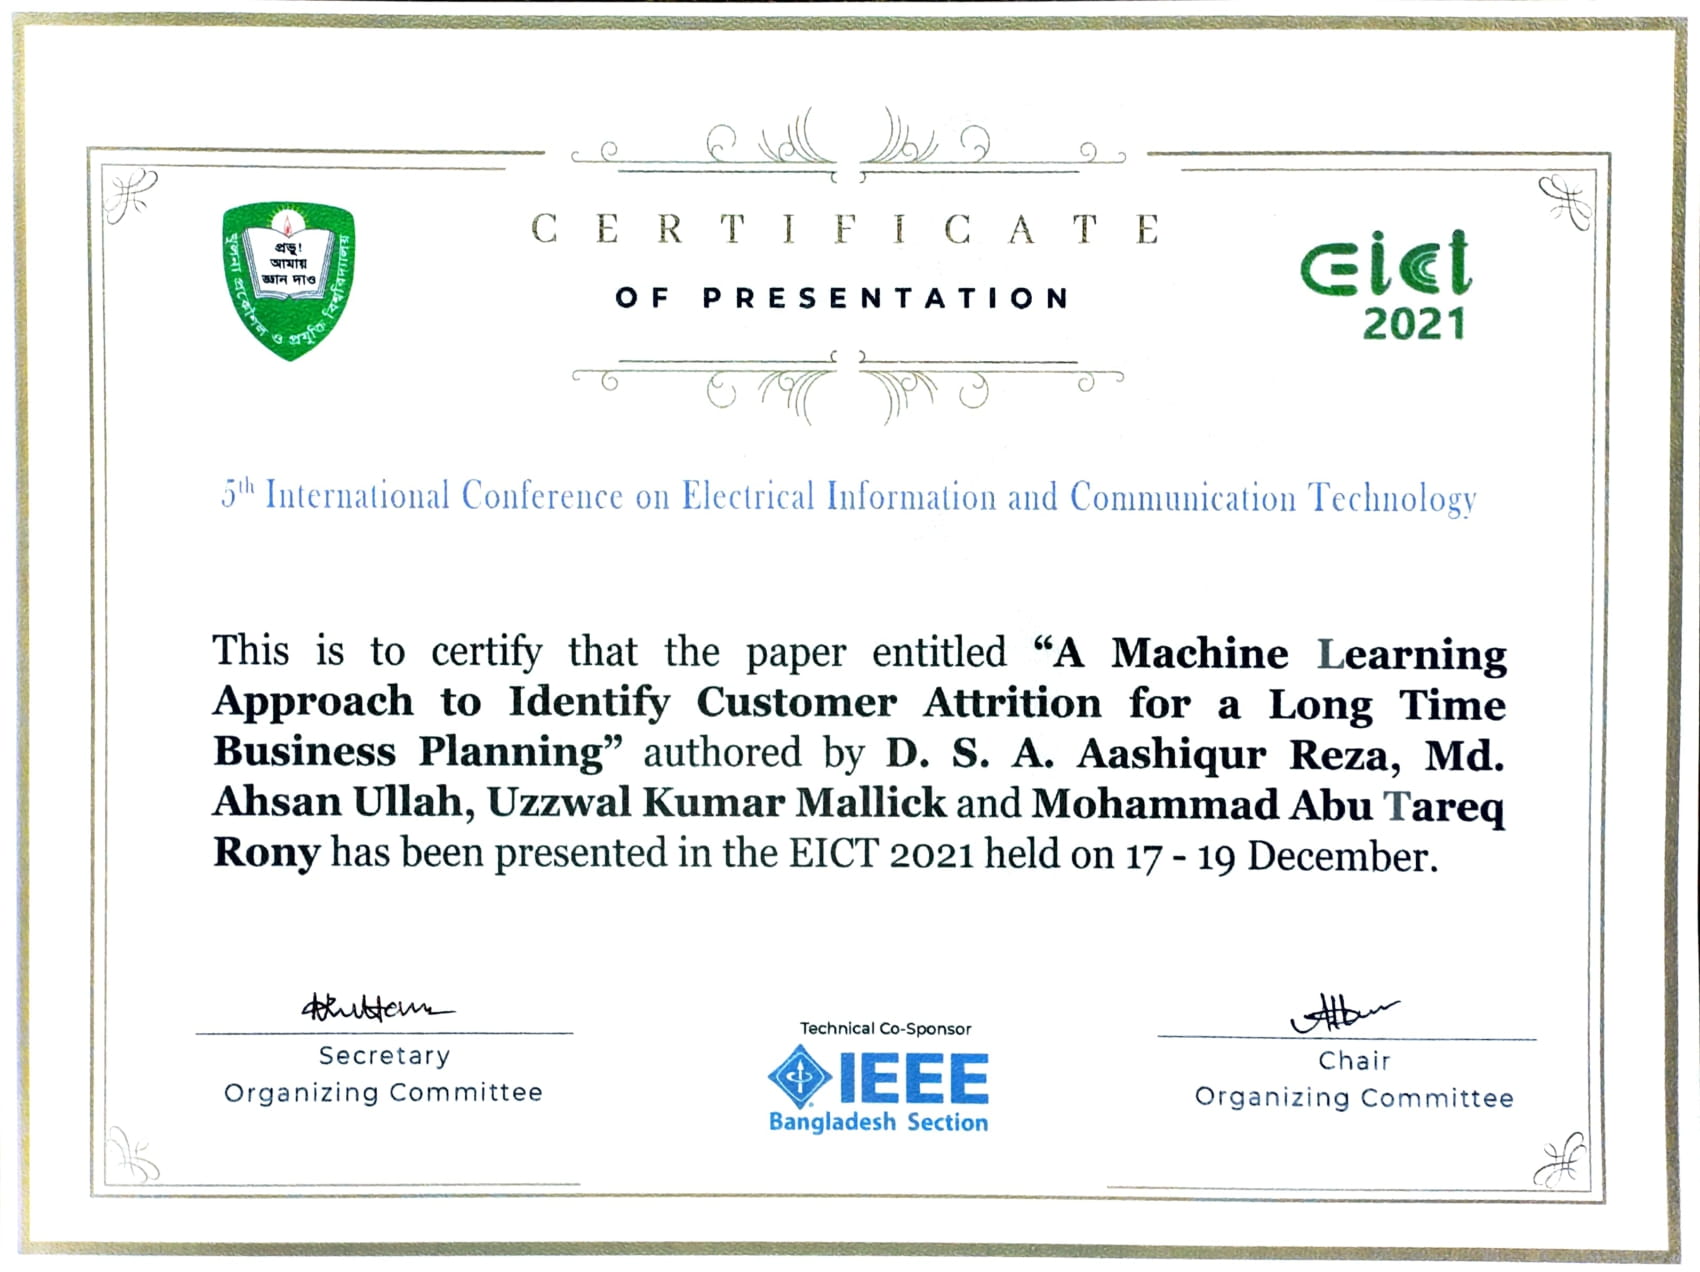 প্রভু!
আমায়
জ্ঞান দাও
খুলনা প্রকৌশল ও প্রযুক্তি বিশ্ববিদ্যালয়
CERTIFICATE
OF PRESENTATION
EICT
2021
5th International Conference on Electrical Information and Communication Technology
This is to certify that the paper entitled “A Machine Learning
Approach to Identify Customer Attrition for a Long Time
Business Planning” authored by D. S. A. Aashiqur Reza, Md.
Ahsan Ullah, Uzzwal Kumar Mallick and Mohammad Abu Tareq
Rony has been presented in the EICT 2021 held on 17 - 19 December.
Secretary
Organizing Committee
Technical Co-Sponsor
IEEE
Bangladesh Section
Chair
Organizing Committee